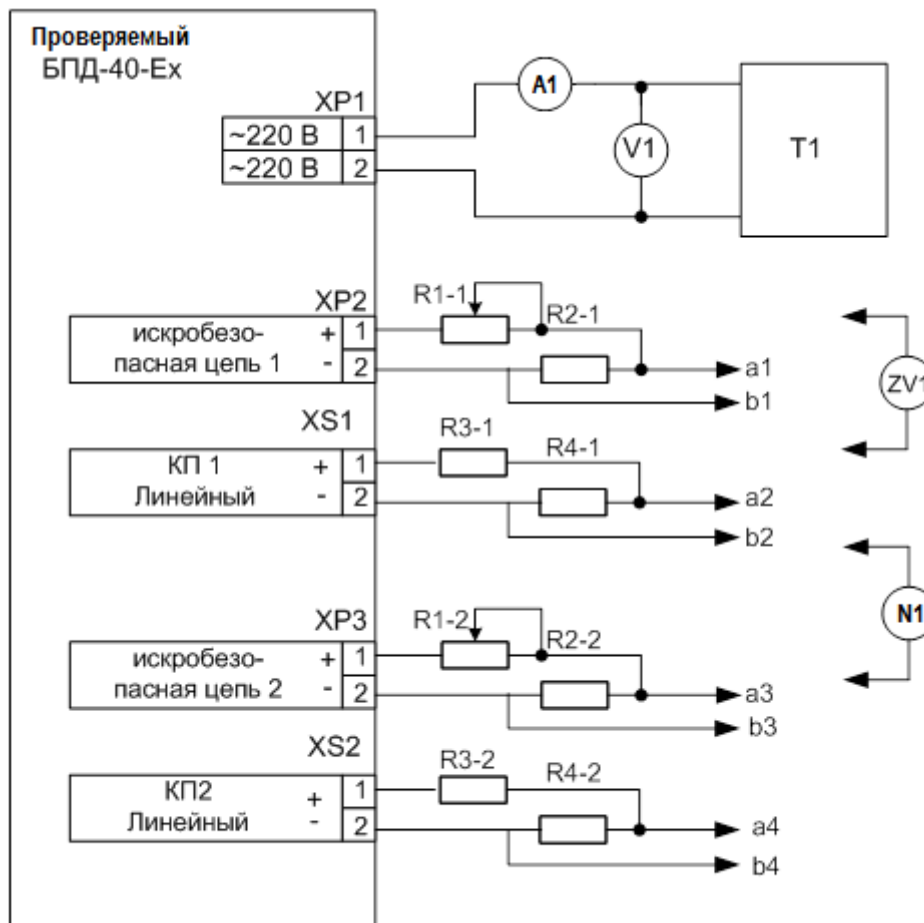 Проверяемый
БПД-40-Ex
XP1
~220 В 1
~220 В 2
A1
V1
T1
XP2
искробезо-
пасная цепь 1
+ 1
- 2
R1-1
R2-1
a1
b1
ZV1
XS1
КП 1
Линейный
+ 1
- 2
R3-1
R4-1
a2
b2
N1
XP3
искробезо-
пасная цепь 2
+ 1
- 2
R1-2
R2-2
a3
b3
XS2
КП2
Линейный
+ 1
- 2
R3-2
R4-2
a4
b4